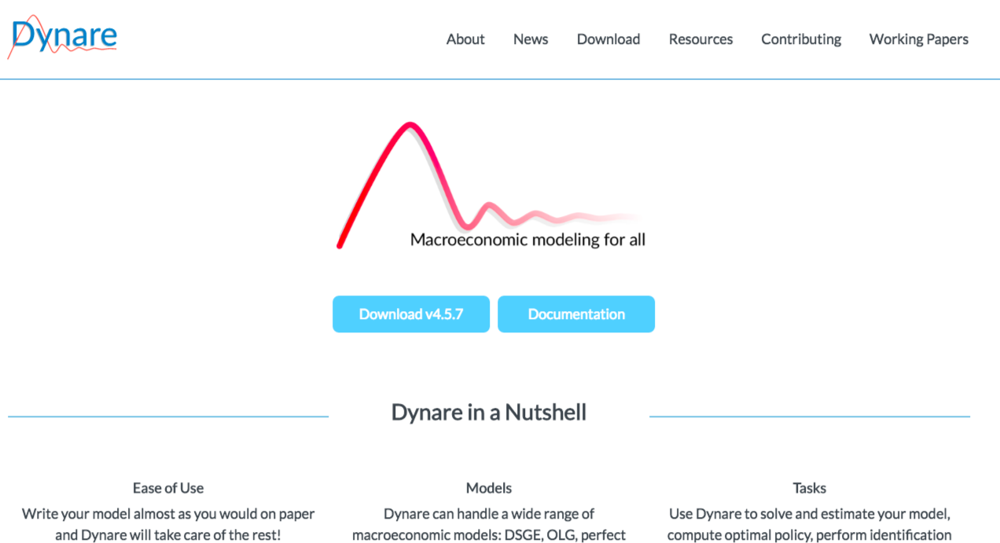 Dynare
About News Download Resources Contributing Working Papers
Macroeconomic modeling for all
Download v4.5.7 Documentation
Dynare in a Nutshell
Ease of Use
Write your model almost as you would on paper
and Dynare will take care of the rest!
Models
Dynare can handle a wide range of
macroeconomic models: DSGE, OLG, perfect
Tasks
Use Dynare to solve and estimate your model,
compute optimal policy, perform identification